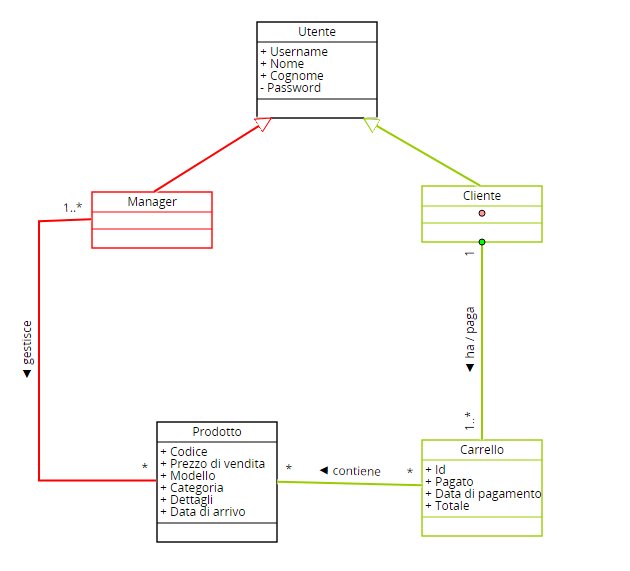 Utente
+ Username
+ Nome
+ Cognome
- Password
Manager
Cliente
1..*
1
◀ gestisce
◀ ha / paga
1..*
Prodotto
+ Codice
+ Prezzo di vendita
+ Modello
+ Categoria
+ Dettagli
+ Data di arrivo
*
*
◀ contiene
*
Carrello
+ Id
+ Pagato
+ Data di pagamento
+ Totale